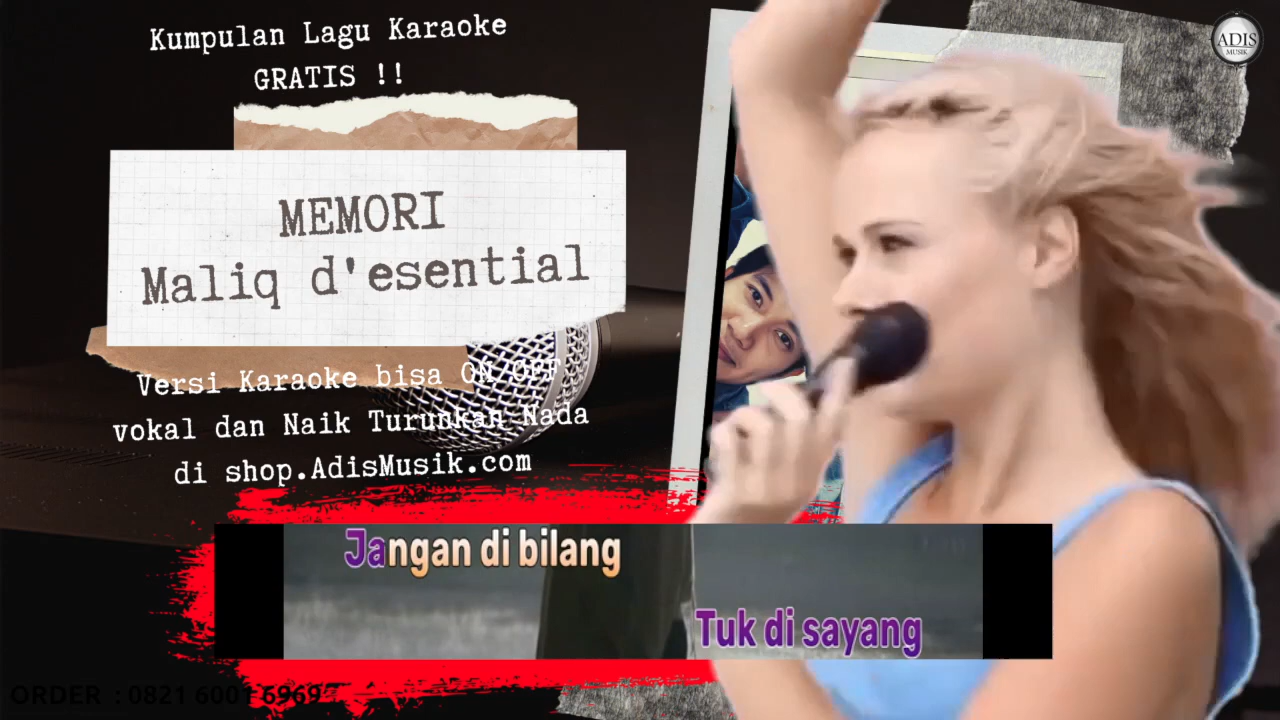 Kumpulan Lagu Karaoke
GRATIS !!
ADIS
MUSIK
MEMORI
Maliq d'esential
Versi Karaoke bisa ON OFF
vokal dan Naik Turunkan Nada
di shop.AdisMusik.com
Jangan di bilang
Tuk di sayang
ORDER : 0821 6001 6969